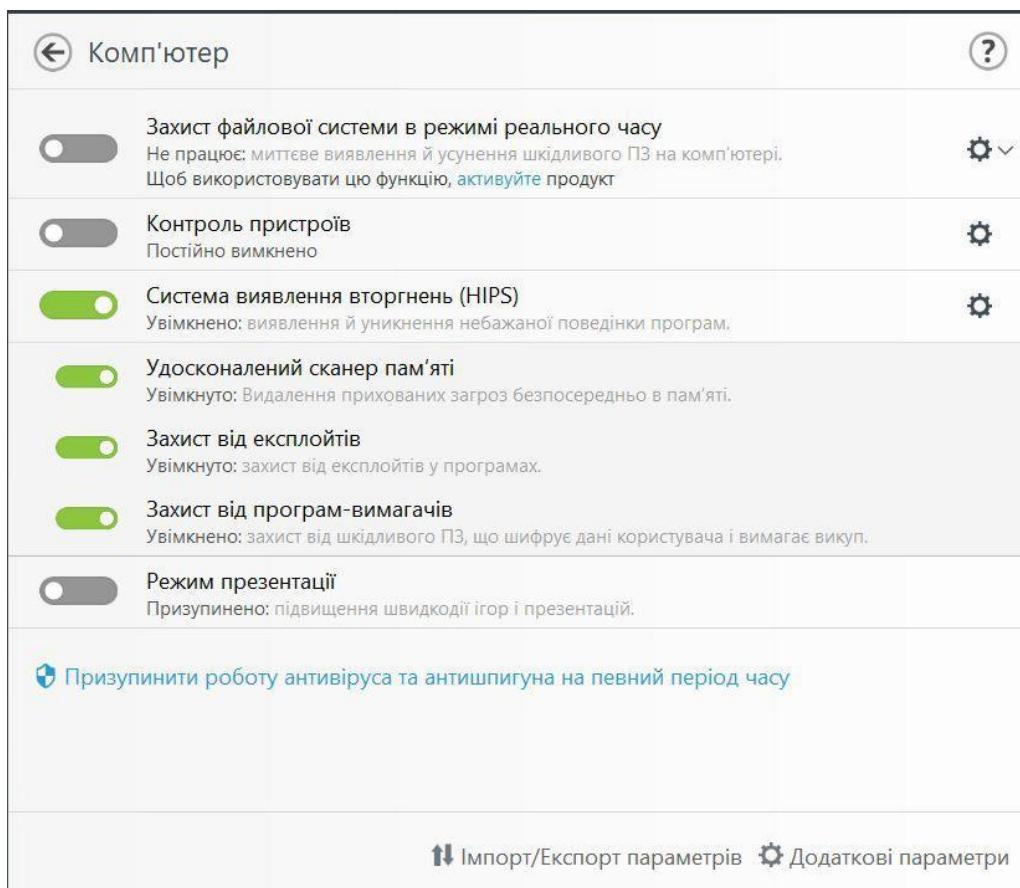 Комп'ютер
?
Захист файлової системи в режимі реального часу
Не працює: миттєве виявлення й усунення шкідливого ПЗ на комп'ютері.
Щоб використовувати цю функцію, активуйте продукт
Контроль пристроїв
Постійно вимкнено
Система виявлення вторгнень (HIPS)
Увімкнено: виявлення й уникнення небажаної поведінки програм.
Удосконалений сканер пам’яті
Увімкнуто: Видалення прихованих загроз безпосередньо в пам’яті.
Захист від експлойтів
Увімкнуто: захист від експлойтів у програмах.
Захист від програм-вимагачів
Увімкнено: захист від шкідливого ПЗ, що шифрує дані користувача і вимагає викуп.
Режим презентації
Призупинено: підвищення швидкодії ігор і презентацій.
Призупинити роботу антивіруса та антишпигуна на певний період часу
Імпорт/Експорт параметрів Додаткові параметри